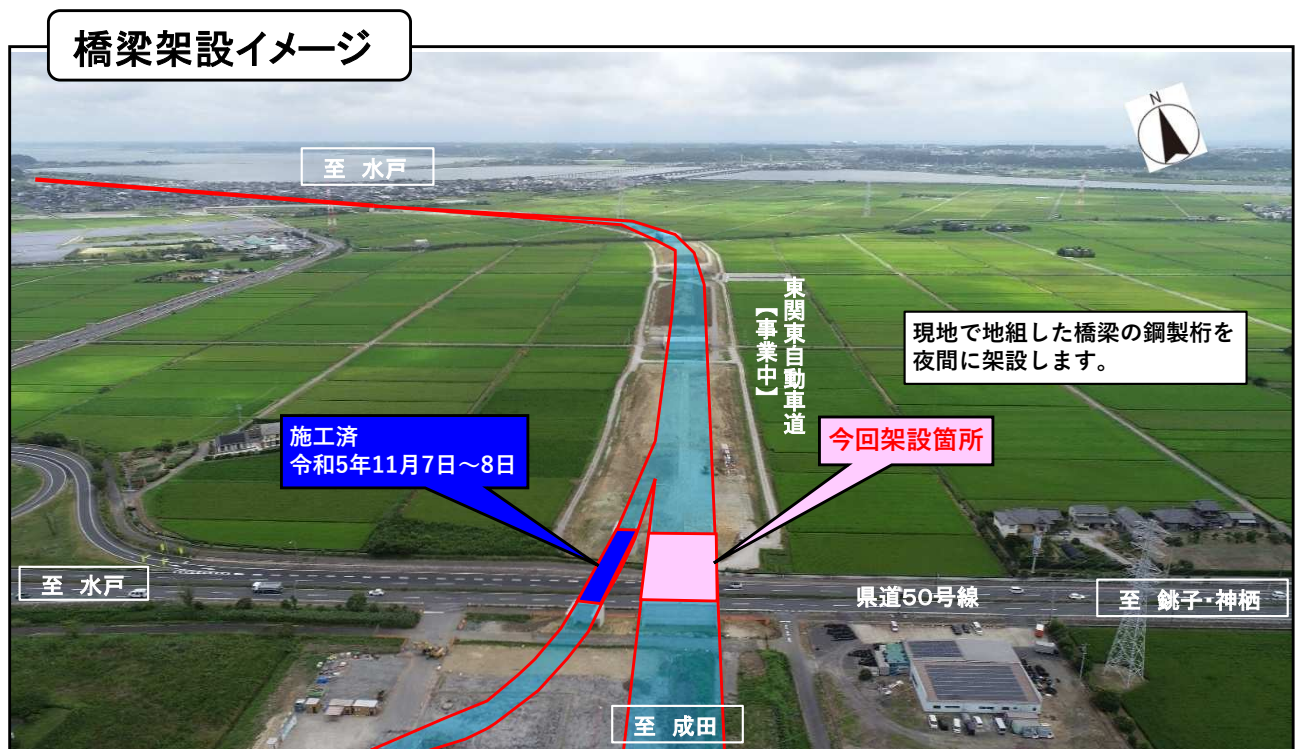 橋梁架設イメージ
N
至 水戸
東関東自動車道
【事業中】
現地で地組した橋梁の鋼製桁を
夜間に架設します。
施工済
令和5年11月7日～8日
今回架設箇所
至 水戸
県道50号線
至 銚子・神栖
至 成田